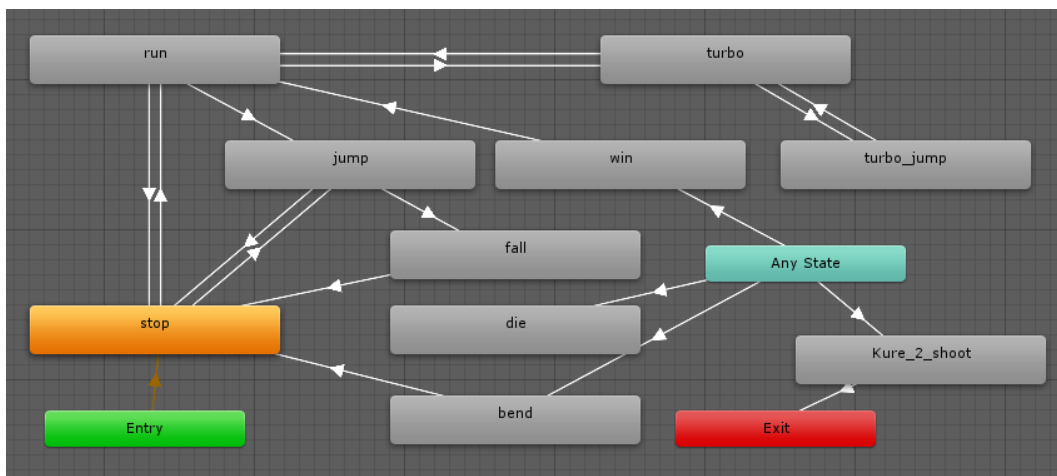 run
turbo
jump
win
turbo_jump
fall
Any State
stop
die
Kure_2_shoot
bend
Entry
Exit